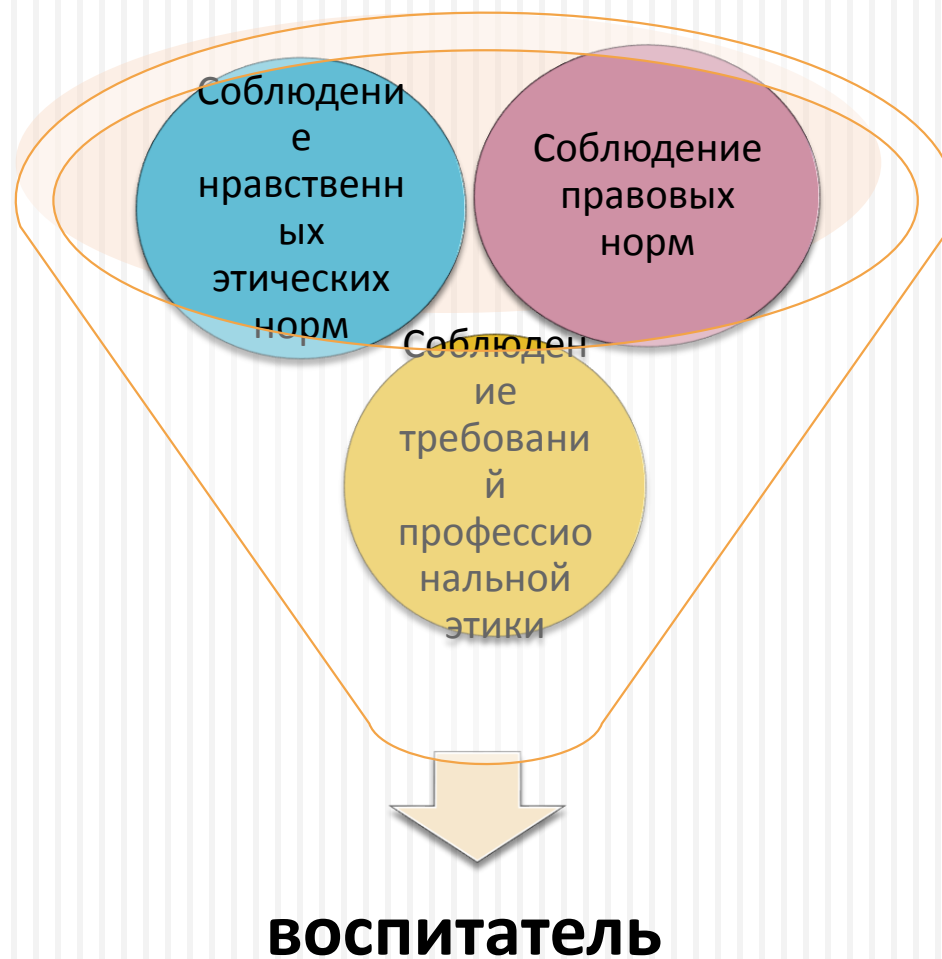 Соблюдени
е
нравственн
ых
этических
норм
Соблюдение
правовых
норм
Соблюден
ие
требовани
й
профессио
нальной
этики
воспитатель